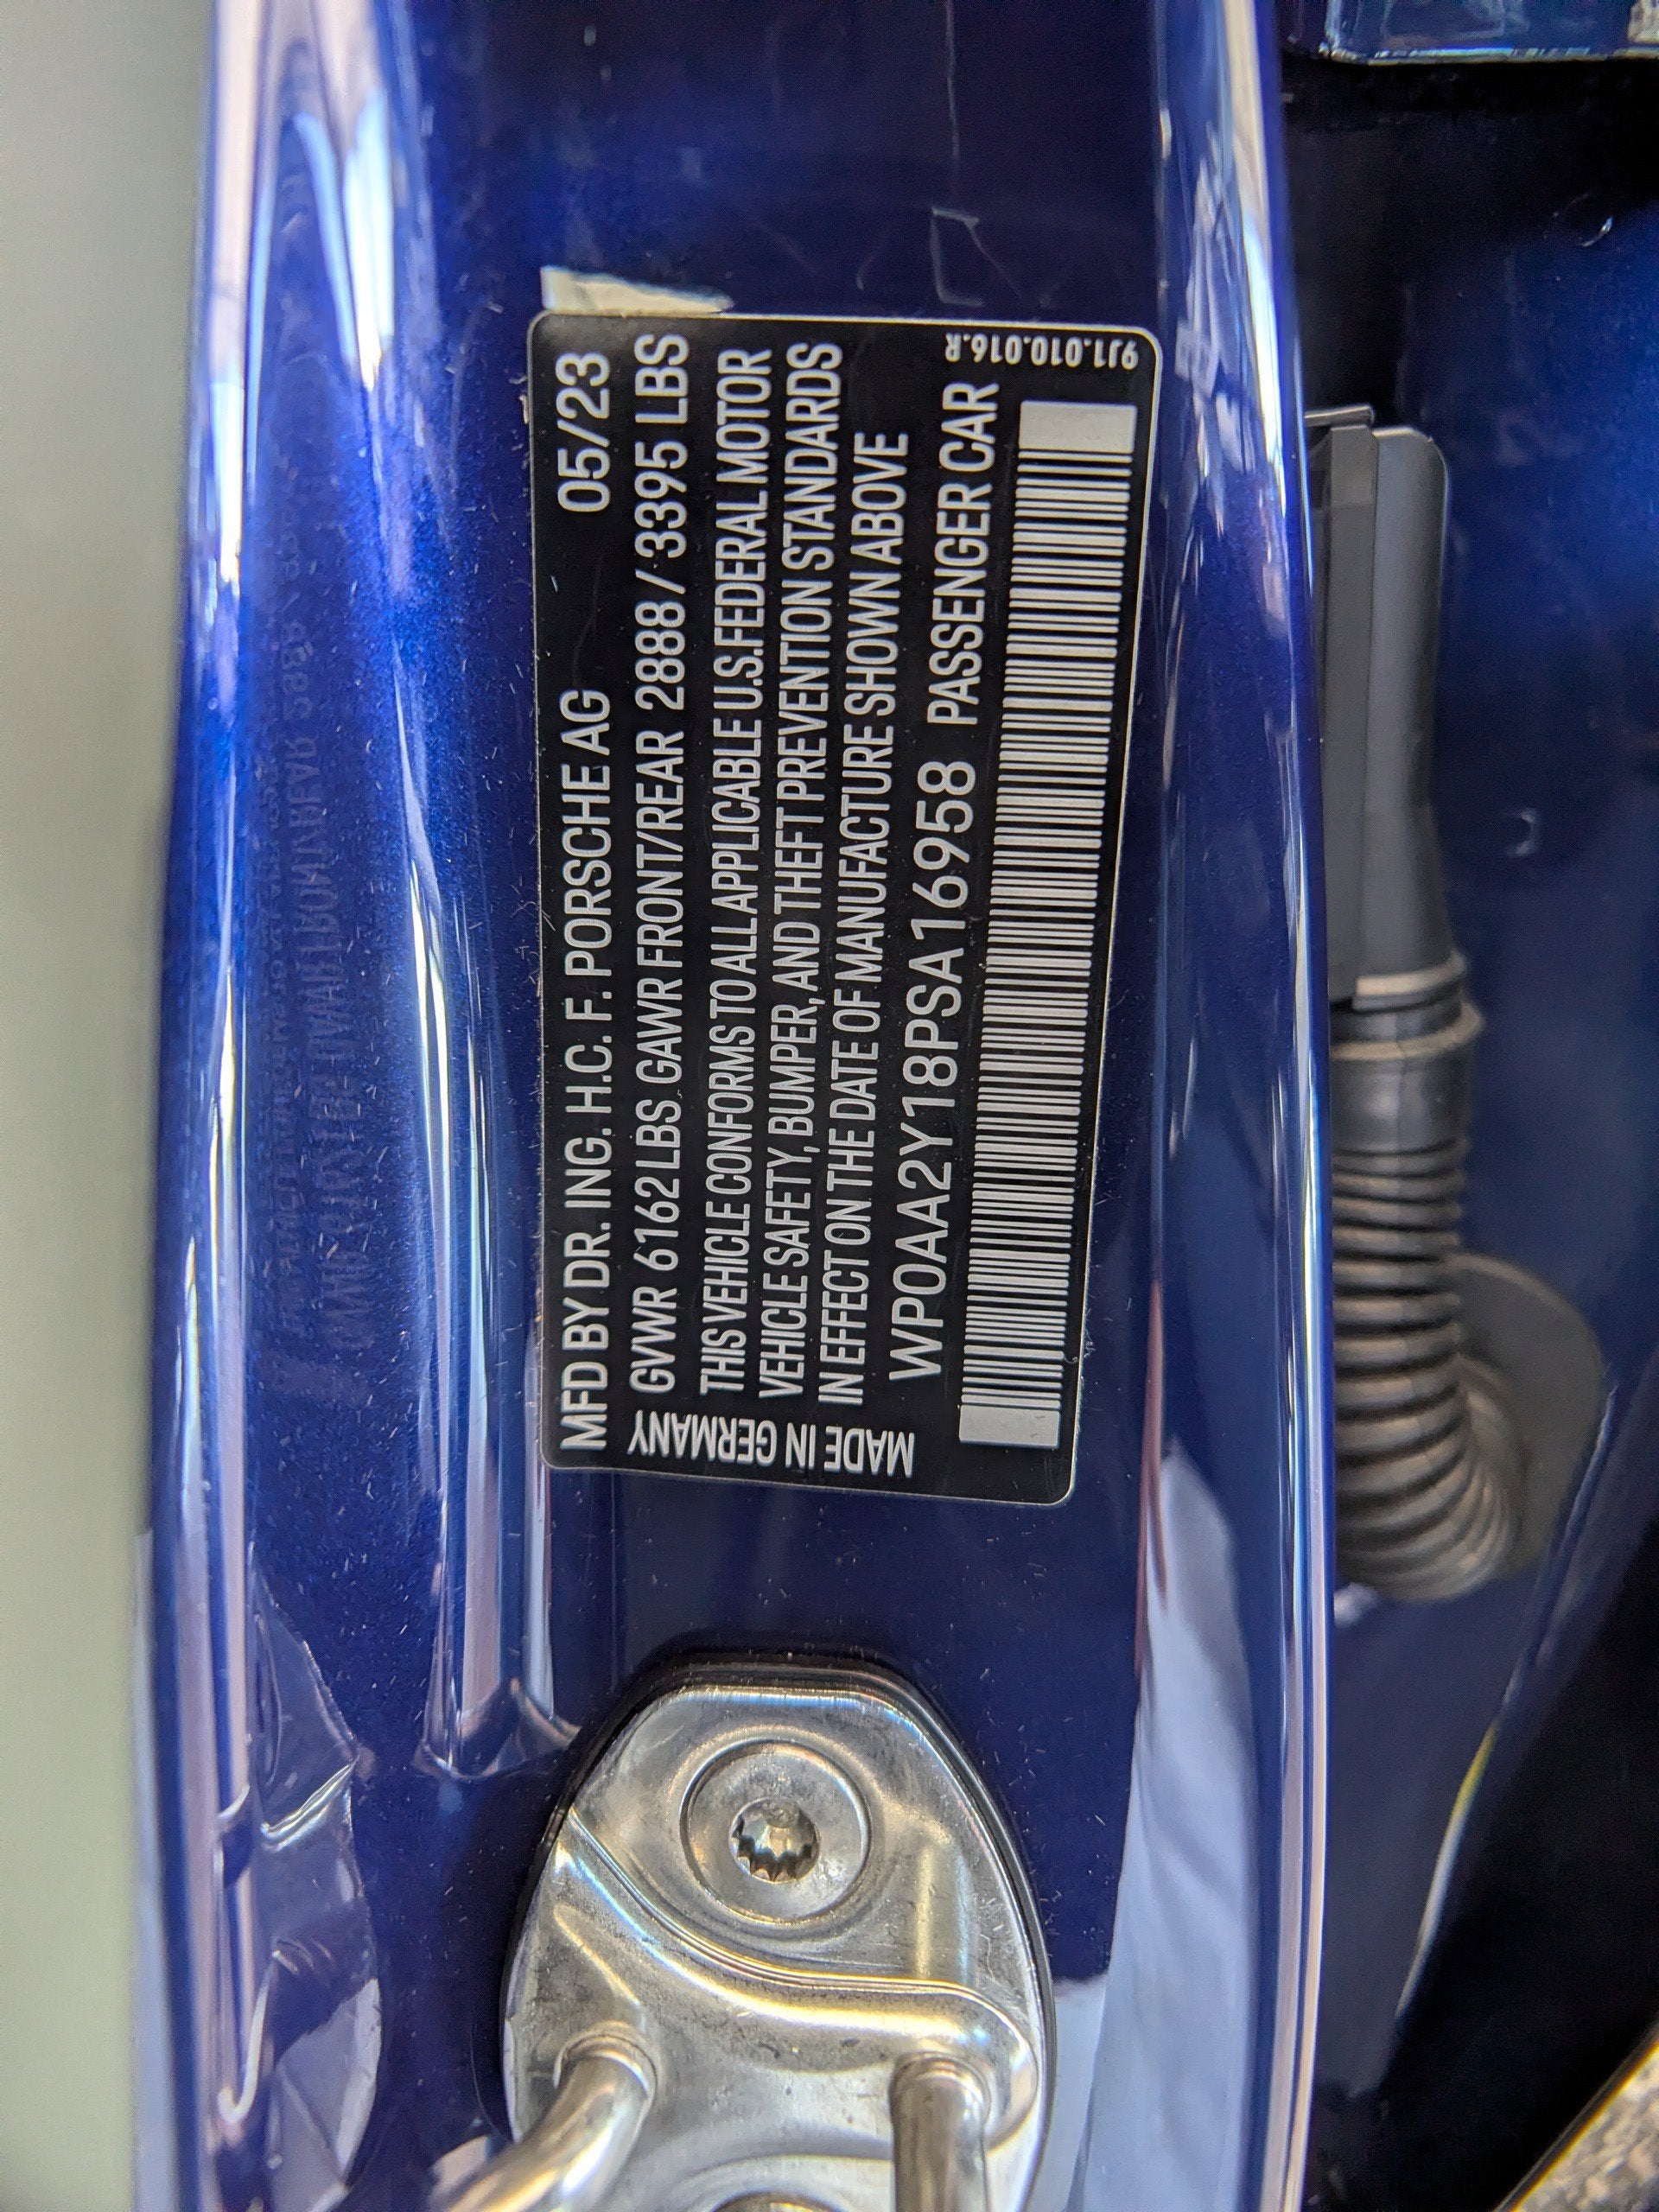 MFD BY DR. ING. H.C. F. PORSCHE AG 05/23
GVWR 6162 LBS GAWR FRONT/REAR 2888 / 3395 LBS
THIS VEHICLE CONFORMS TO ALL APPLICABLE U.S. FEDERAL MOTOR
VEHICLE SAFETY, BUMPER, AND THEFT PREVENTION STANDARDS
IN EFFECT ON THE DATE OF MANUFACTURE SHOWN ABOVE
WP0AA2Y18PSA16958 PASSENGER CAR
MADE IN GERMANY
9J1.010.016.R